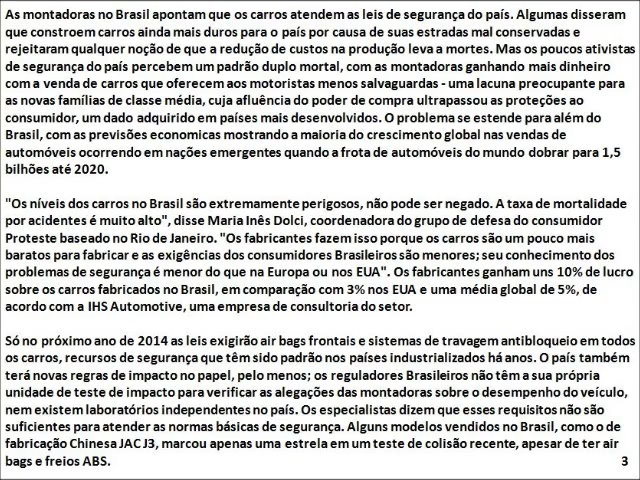 As montadoras no Brasil apontam que os carros atendem as leis de segurança do país. Algumas disseram
que constroem carros ainda mais duros para o país por causa de suas estradas mal conservadas e
rejeitaram qualquer noção de que a redução de custos na produção leva a mortes. Mas os poucos ativistas
de segurança do país percebem um padrão duplo mortal, com as montadoras ganhando mais dinheiro
com a venda de carros que oferecem aos motoristas menos salvaguardas - uma lacuna preocupante para
as novas famílias de classe média, cuja afluência do poder de compra ultrapassou as proteções ao
consumidor, um dado adquirido em países mais desenvolvidos. O problema se estende para além do
Brasil, com as previsões economicas mostrando a maioria do crescimento global nas vendas de
automóveis ocorrendo em nações emergentes quando a frota de automóveis do mundo dobrar para 1,5
bilhões até 2020.
"Os níveis dos carros no Brasil são extremamente perigosos, não pode ser negado. A taxa de mortalidade
por acidentes é muito alto", disse Maria Inês Dolci, coordenadora do grupo de defesa do consumidor
Proteste baseado no Rio de Janeiro. "Os fabricantes fazem isso porque os carros são um pouco mais
baratos para fabricar e as exigências dos consumidores Brasileiros são menores; seu conhecimento dos
problemas de segurança é menor do que na Europa ou nos EUA". Os fabricantes ganham uns 10% de lucro
sobre os carros fabricados no Brasil, em comparação com 3% nos EUA e uma média global de 5%, de
acordo com a IHS Automotive, uma empresa de consultoria do setor.
Só no próximo ano de 2014 as leis exigirão air bags frontais e sistemas de travagem antibloqueio em todos
os carros, recursos de segurança que têm sido padrão nos países industrializados há anos. O país também
terá novas regras de impacto no papel, pelo menos; os reguladores Brasileiros não têm a sua própria
unidade de teste de impacto para verificar as alegações das montadoras sobre o desempenho do veículo,
nem existem laboratórios independentes no país. Os especialistas dizem que esses requisitos não são
suficientes para atender as normas básicas de segurança. Alguns modelos vendidos no Brasil, como o de
fabricação Chinesa JAC J3, marcou apenas uma estrela em um teste de colisão recente, apesar de ter air
bags e freios ABS. 3